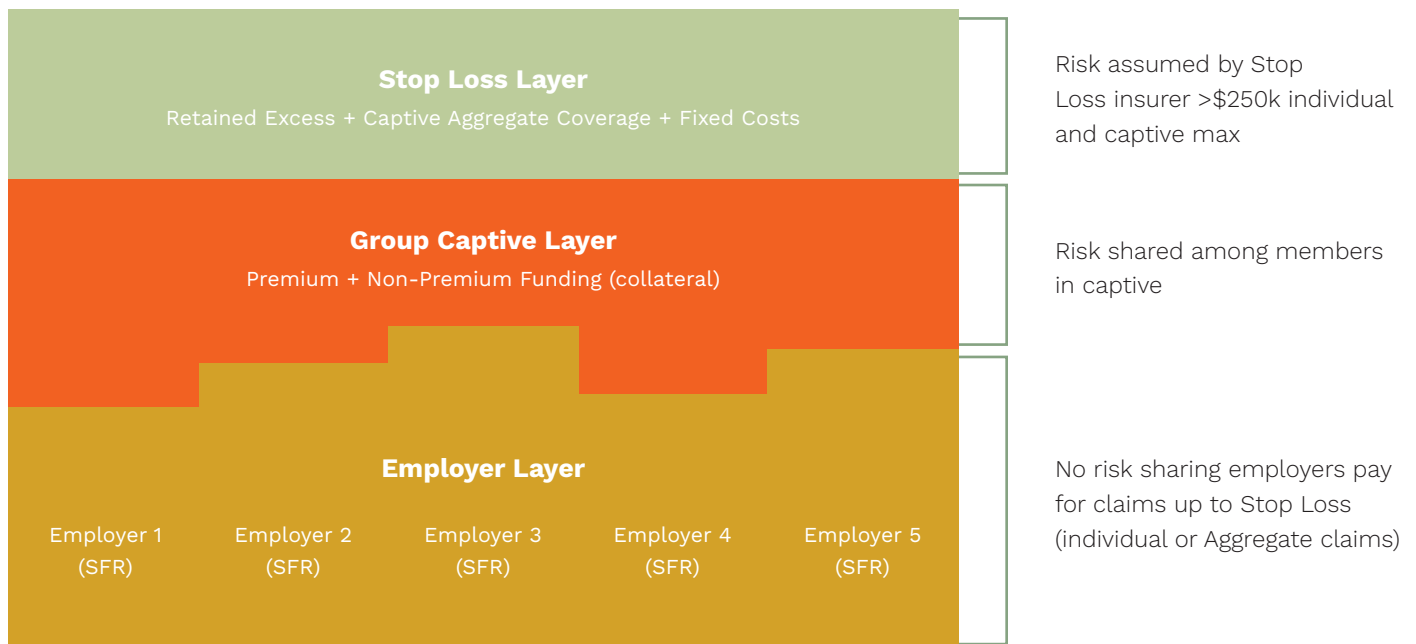 Stop Loss Layer
Retained Excess + Captive Aggregate Coverage + Fixed Costs
Risk assumed by Stop
Loss insurer >$250k individual
and captive max
Group Captive Layer
Premium + Non-Premium Funding (collateral)
Risk shared among members
in captive
Employer Layer
Employer 1
(SFR)
Employer 2
(SFR)
Employer 3
(SFR)
Employer 4
(SFR)
Employer 5
(SFR)
No risk sharing employers pay
for claims up to Stop Loss
(individual or Aggregate claims)